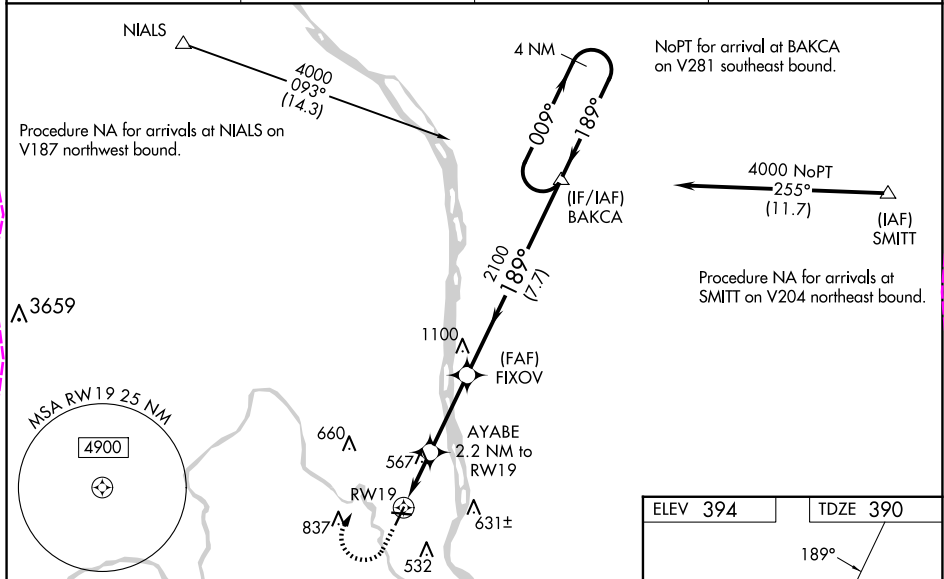 NIALS
4000
093°
(14.3)
Procedure NA for arrivals at NIALS on
V187 northwest bound.
4 NM
009°
189°
NoPT for arrival at BAKCA
on V281 southeast bound.
(IF/IAF)
BAKCA
4000 NoPT
255°
(11.7)
(IAF)
SMITT
Procedure NA for arrivals at
SMITT on V204 northeast bound.
2100
189°
(7.7)
3659
1100
(FAF)
FIXOV
MSA RW19 25 NM
4900
660
567
AYABE
2.2 NM to
RW19
RW19
837
631±
532
ELEV 394
TDZE 390
189°